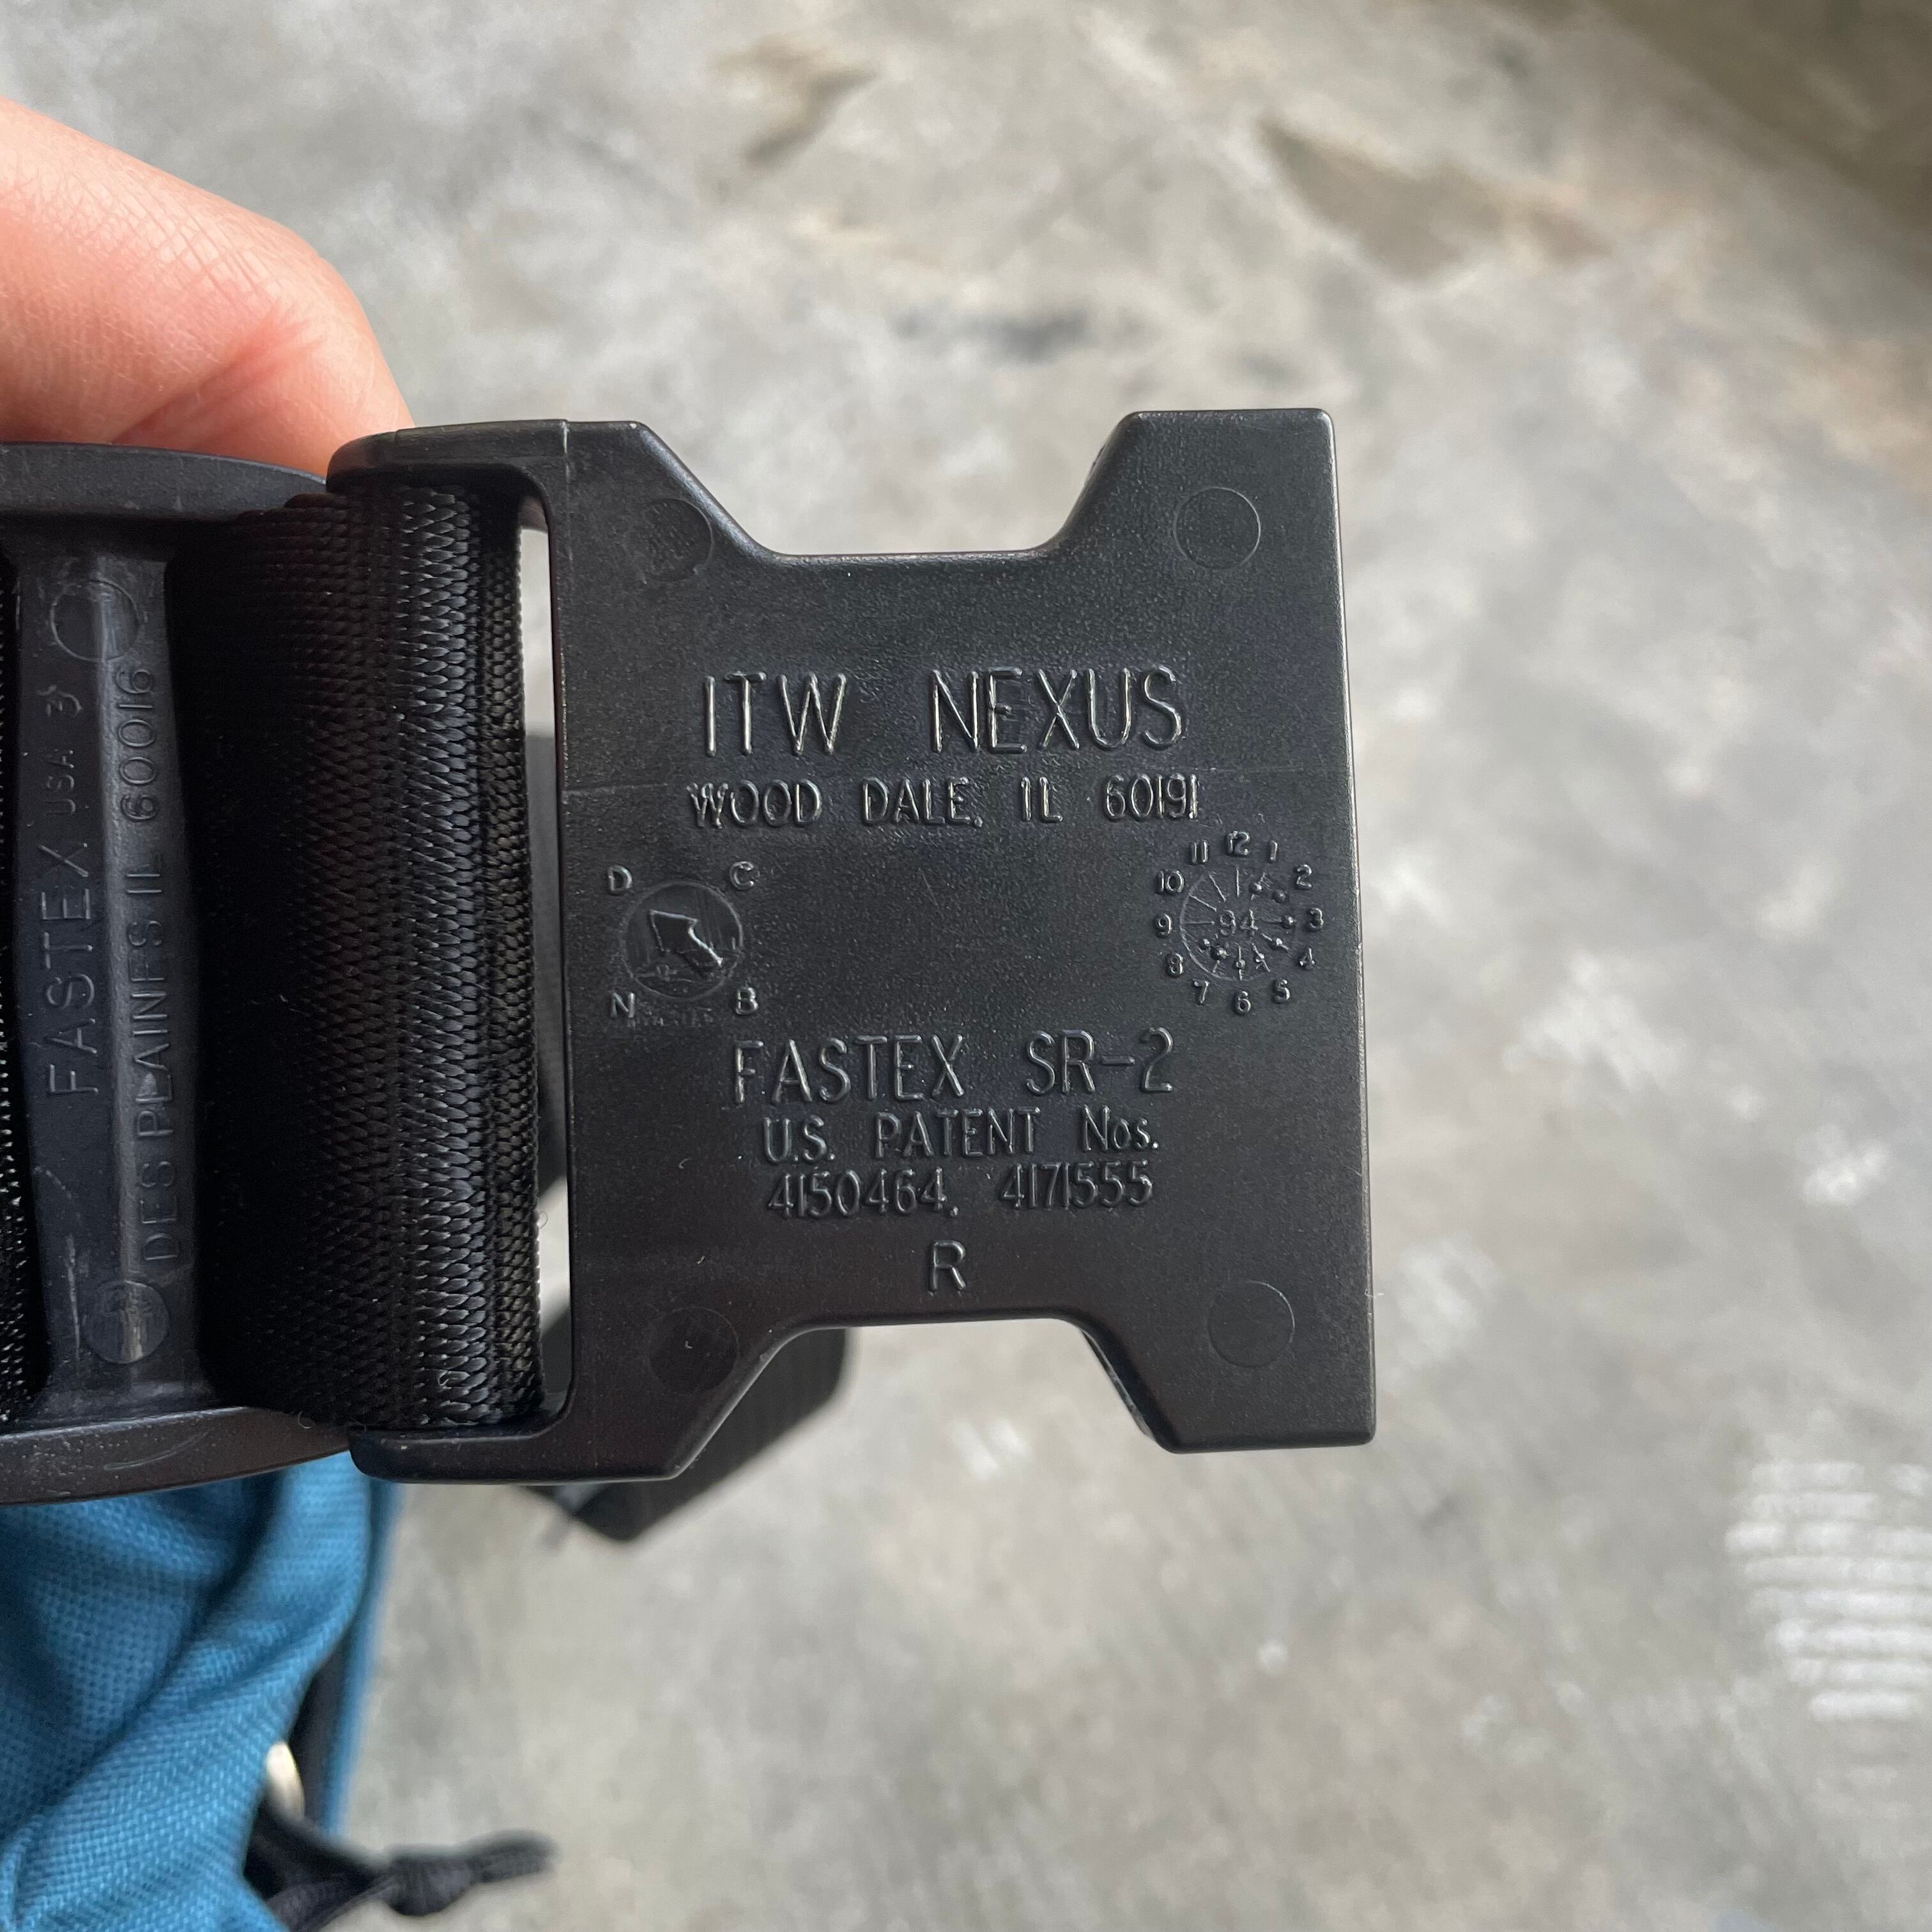 ITW NEXUS
WOOD DALE, IL 60191
D C
N B
12
11 1
10 2
9 94 3
8 4
7 6 5
FASTEX SR-2
U.S. PATENT Nos.
4150464, 4171555
R
FASTEX USA
DES PLAINES IL 60016